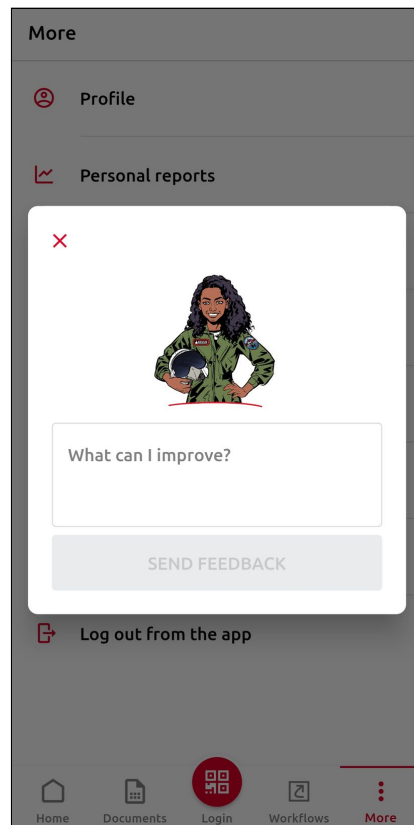 More
Profile
Personal reports
What can I improve?
SEND FEEDBACK
Log out from the app
Home
Documents
Login
Workflows
More